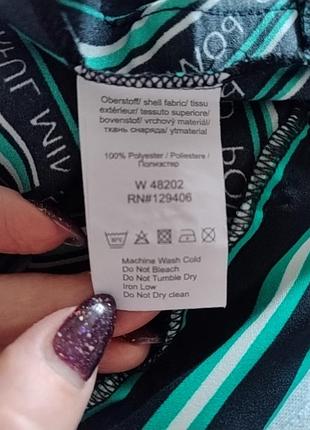 Oberstoff/ shell fabric/ tissu
extérieur/ tessuto superiore/
bovenstof/ vrchový materiál/
ткань снаряда/ ytmaterial
100% Polyester / Poliestere /
Полиэстер
W 48202
RN#129406
Machine Wash Cold
Do Not Bleach
Do Not Tumble Dry
Iron Low
Do Not Dry clean